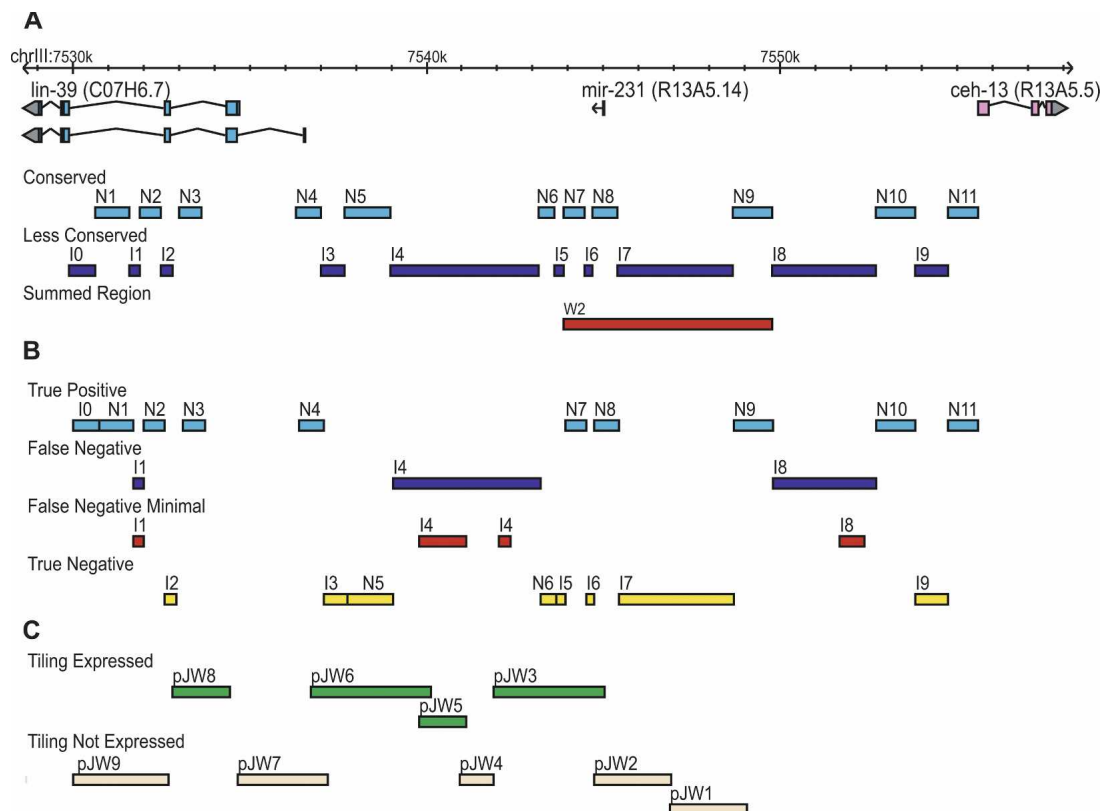 A
chrIII:7530k 7540k 7550k
lin-39 (C07H6.7) mir-231 (R13A5.14) ceh-13 (R13A5.5)
Conserved
N1 N2 N3 N4 N5 N6 N7 N8 N9 N10 N11
Less Conserved
I0 I1 I2 I3 I4 I5 I6 I7 I8 I9
Summed Region
W2
B
True Positive
I0 N1 N2 N3 N4 N7 N8 N9 N10 N11
False Negative
I1 I4 I8
False Negative Minimal
I1 I4 I4 I8
True Negative
I2 I3 N5 N6 I5 I6 I7 I9
C
Tiling Expressed
pJW8 pJW6 pJW3
pJW5
Tiling Not Expressed
pJW9 pJW7 pJW4 pJW2
pJW1